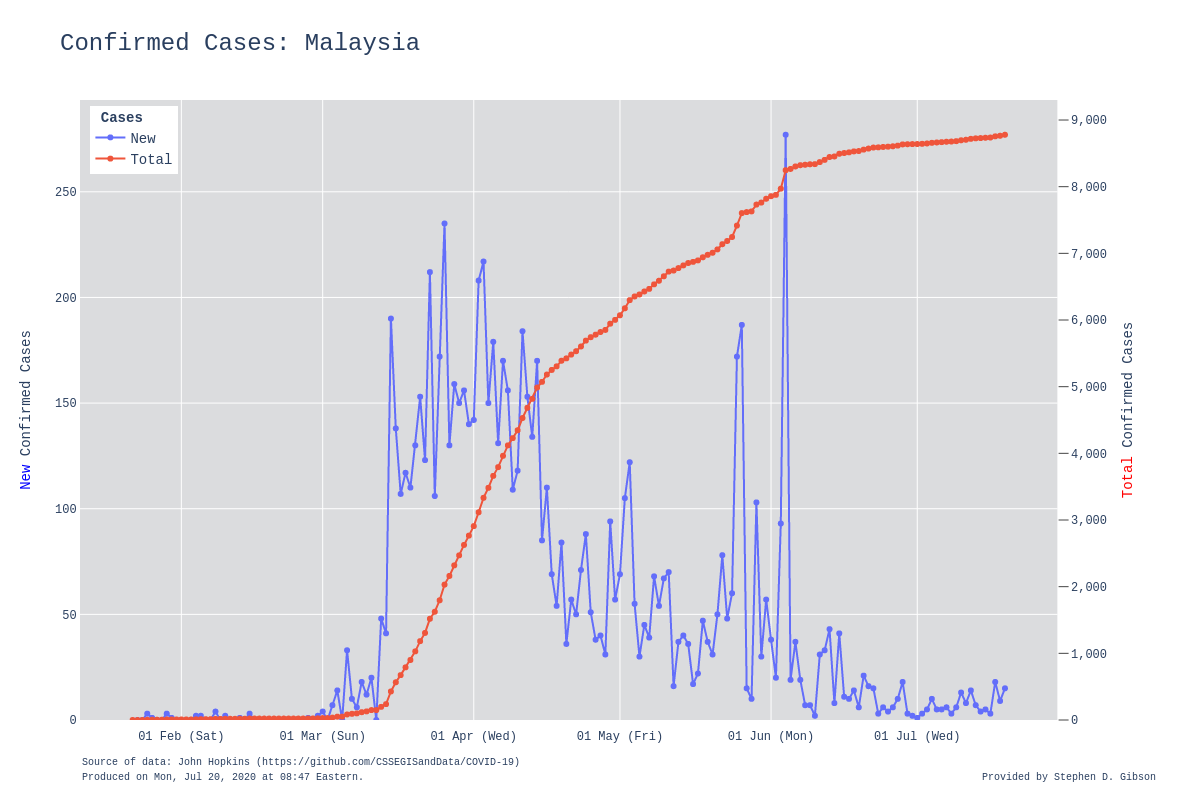 Confirmed Cases: Malaysia
Cases
New
Total
250
200
150
100
50
0
New Confirmed Cases
9,000
8,000
7,000
6,000
5,000
4,000
3,000
2,000
1,000
0
Total Confirmed Cases
01 Feb (Sat) 01 Mar (Sun) 01 Apr (Wed) 01 May (Fri) 01 Jun (Mon) 01 Jul (Wed)
Source of data: John Hopkins (https://github.com/CSSEGISandData/COVID-19)
Produced on Mon, Jul 20, 2020 at 08:47 Eastern.
Provided by Stephen D. Gibson